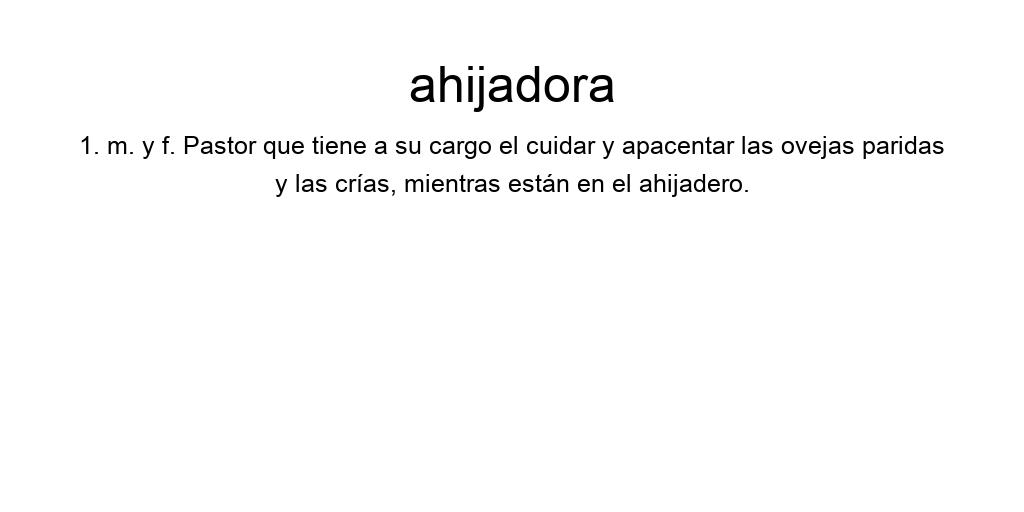 ahijadora
1. m. y f. Pastor que tiene a su cargo el cuidar y apacentar las ovejas paridas
y las crías, mientras están en el ahijadero.